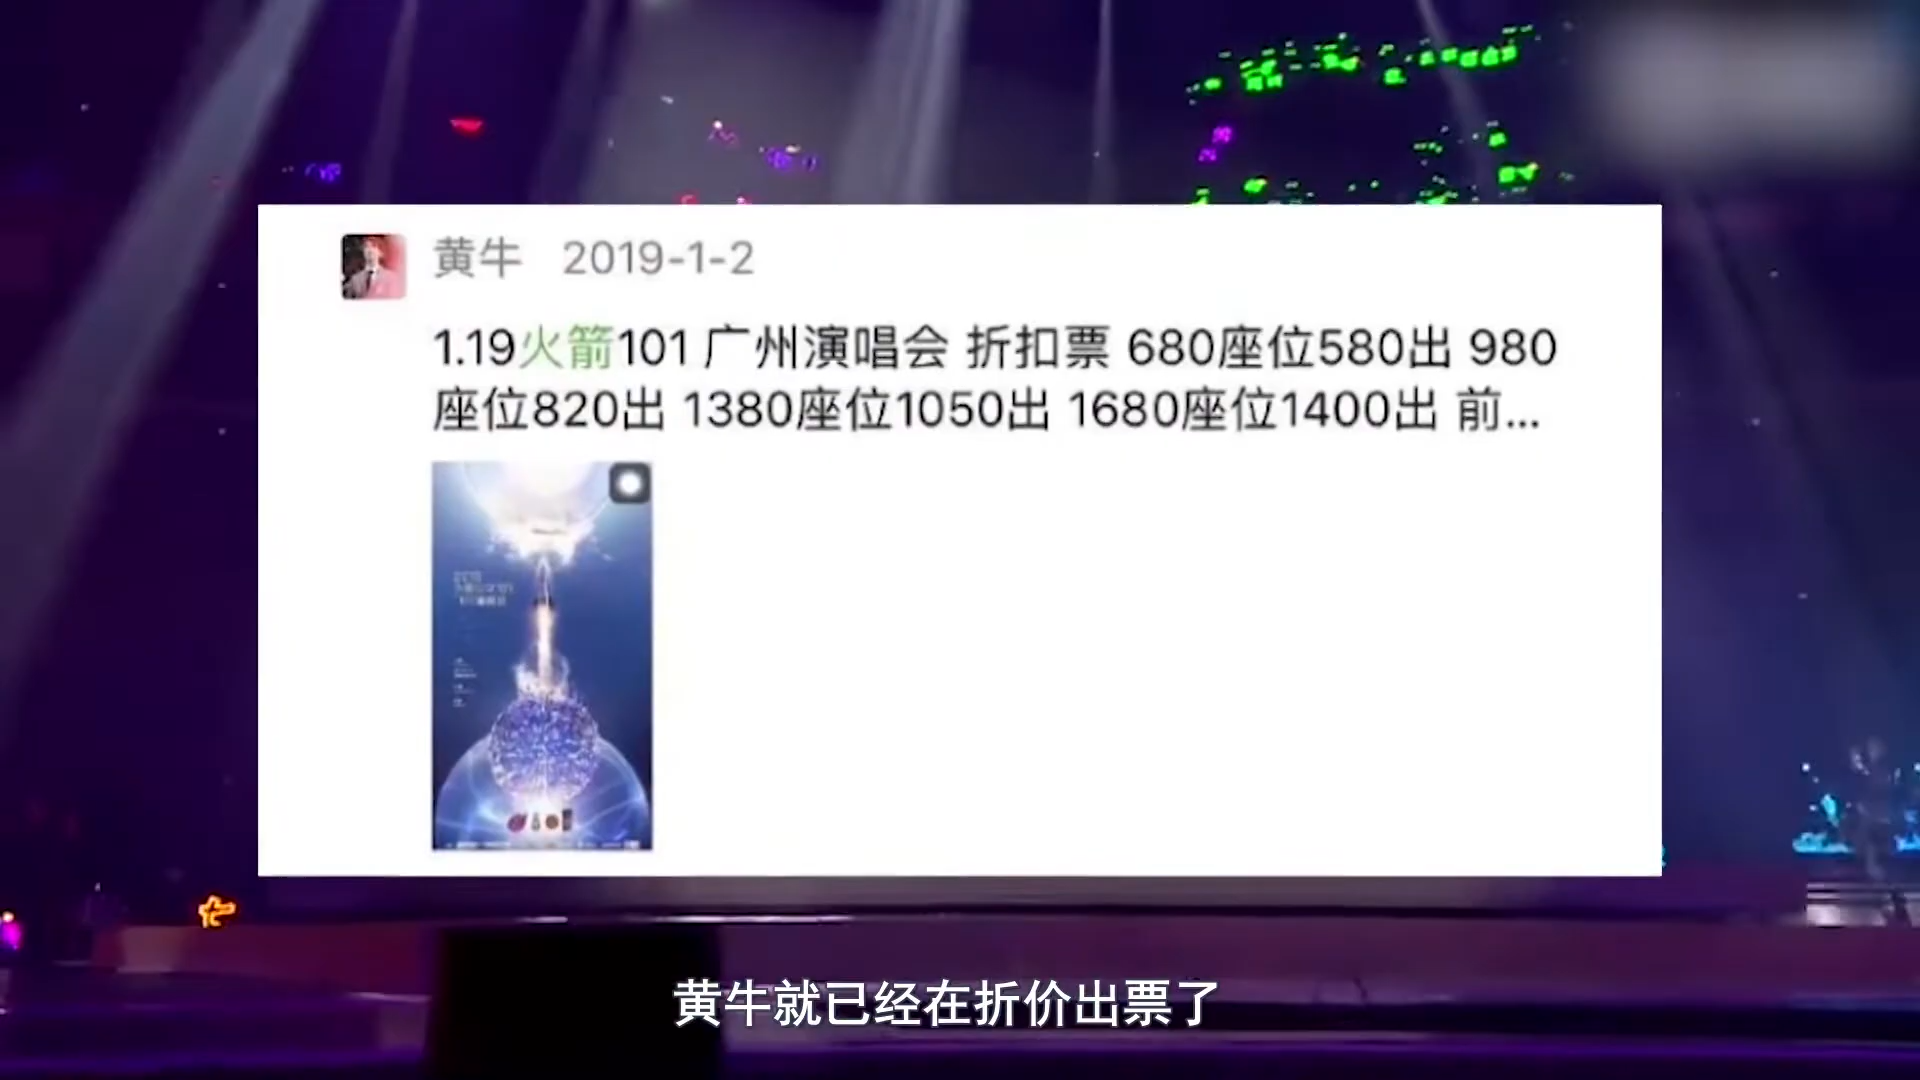 黄牛 2019-1-2
1.19火箭101 广州演唱会 折扣票 680座位580出 980
座位820出 1380座位1050出 1680座位1400出 前...
黄牛就已经在折价出票了